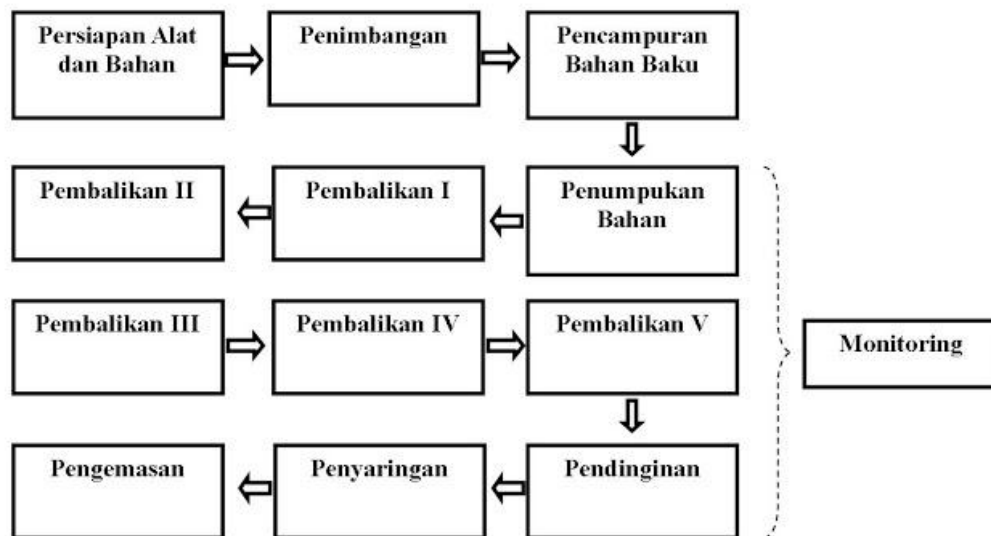 Persiapan Alat
dan Bahan
Penimbangan
Pencampuran
Bahan Baku
Pembalikan II
Pembalikan I
Penumpukan
Bahan
Pembalikan III
Pembalikan IV
Pembalikan V
Monitoring
Pengemasan
Penyaringan
Pendinginan